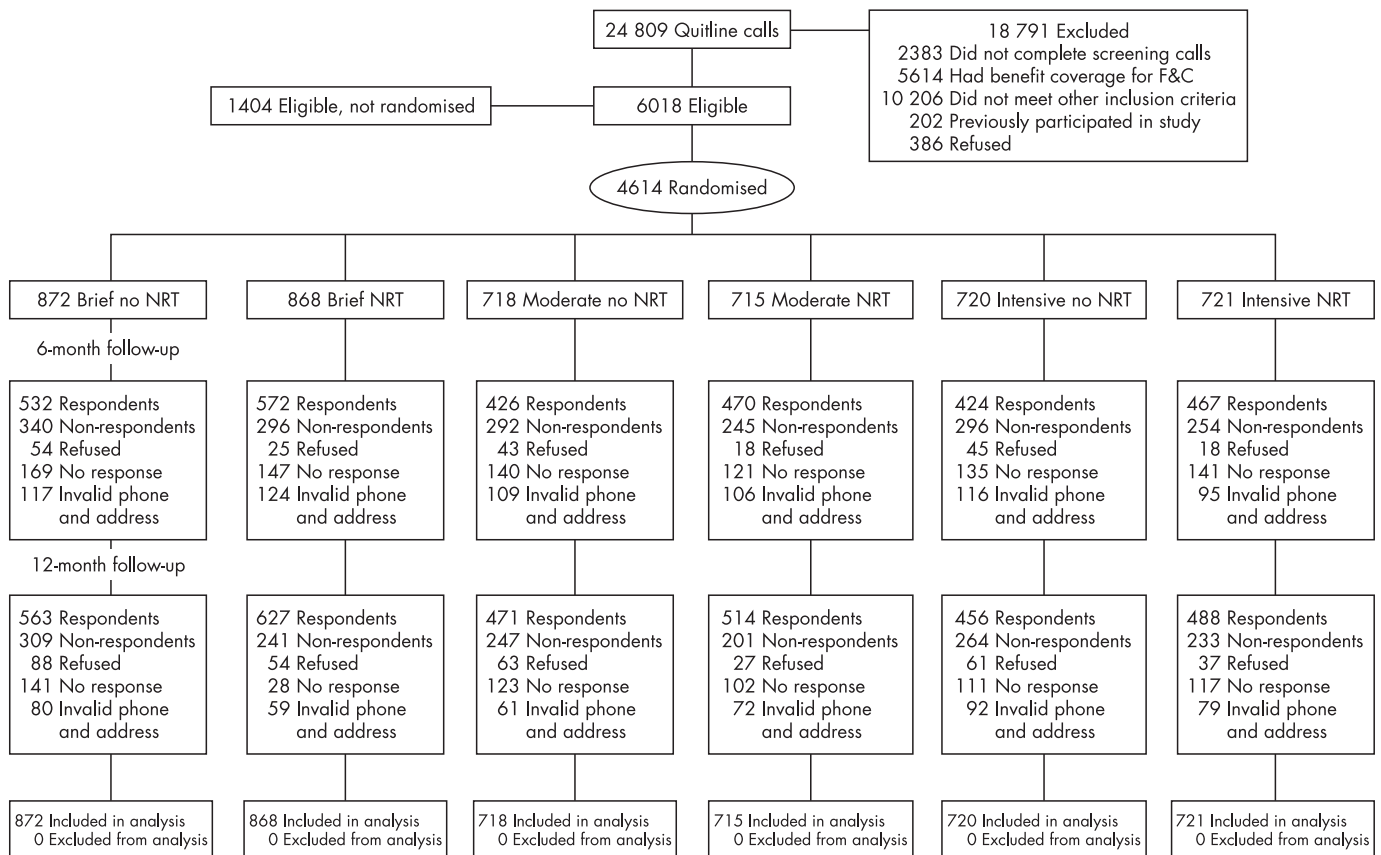 24 809 Quitline calls
18 791 Excluded
2383 Did not complete screening calls
5614 Had benefit coverage for F&C
10 206 Did not meet other inclusion criteria
202 Previously participated in study
386 Refused
1404 Eligible, not randomised
6018 Eligible
4614 Randomised
872 Brief no NRT
868 Brief NRT
718 Moderate no NRT
715 Moderate NRT
720 Intensive no NRT
721 Intensive NRT
6-month follow-up
532 Respondents
340 Non-respondents
54 Refused
169 No response
117 Invalid phone
and address
572 Respondents
296 Non-respondents
25 Refused
147 No response
124 Invalid phone
and address
426 Respondents
292 Non-respondents
43 Refused
140 No response
109 Invalid phone
and address
470 Respondents
245 Non-respondents
18 Refused
121 No response
106 Invalid phone
and address
424 Respondents
296 Non-respondents
45 Refused
135 No response
116 Invalid phone
and address
467 Respondents
254 Non-respondents
18 Refused
141 No response
95 Invalid phone
and address
12-month follow-up
563 Respondents
309 Non-respondents
88 Refused
141 No response
80 Invalid phone
and address
627 Respondents
241 Non-respondents
54 Refused
28 No response
59 Invalid phone
and address
471 Respondents
247 Non-respondents
63 Refused
123 No response
61 Invalid phone
and address
514 Respondents
201 Non-respondents
27 Refused
102 No response
72 Invalid phone
and address
456 Respondents
264 Non-respondents
61 Refused
111 No response
92 Invalid phone
and address
488 Respondents
233 Non-respondents
37 Refused
117 No response
79 Invalid phone
and address
872 Included in analysis
0 Excluded from analysis
868 Included in analysis
0 Excluded from analysis
718 Included in analysis
0 Excluded from analysis
715 Included in analysis
0 Excluded from analysis
720 Included in analysis
0 Excluded from analysis
721 Included in analysis
0 Excluded from analysis